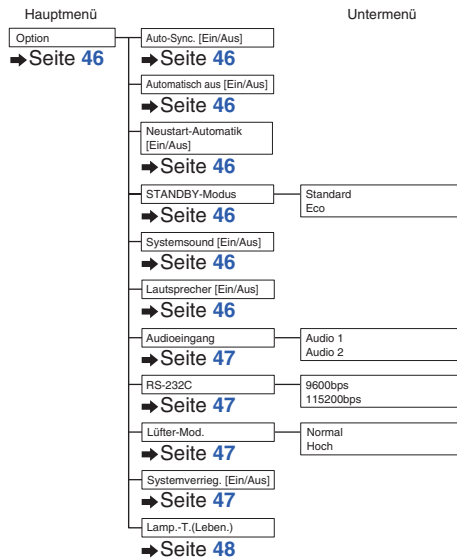 Hauptmenü
Untermenü
Option
➡Seite 46
Auto-Sync. [Ein/Aus]
➡Seite 46
Automatisch aus [Ein/Aus]
➡Seite 46
Neustart-Automatik
[Ein/Aus]
➡Seite 46
STANDBY-Modus
➡Seite 46
Standard
Eco
Systemsound [Ein/Aus]
➡Seite 46
Lautsprecher [Ein/Aus]
➡Seite 46
Audioeingang
➡Seite 47
Audio 1
Audio 2
RS-232C
➡Seite 47
9600bps
115200bps
Lüfter-Mod.
➡Seite 47
Normal
Hoch
Systemverrieg. [Ein/Aus]
➡Seite 47
Lamp.-T.(Leben.)
➡Seite 48